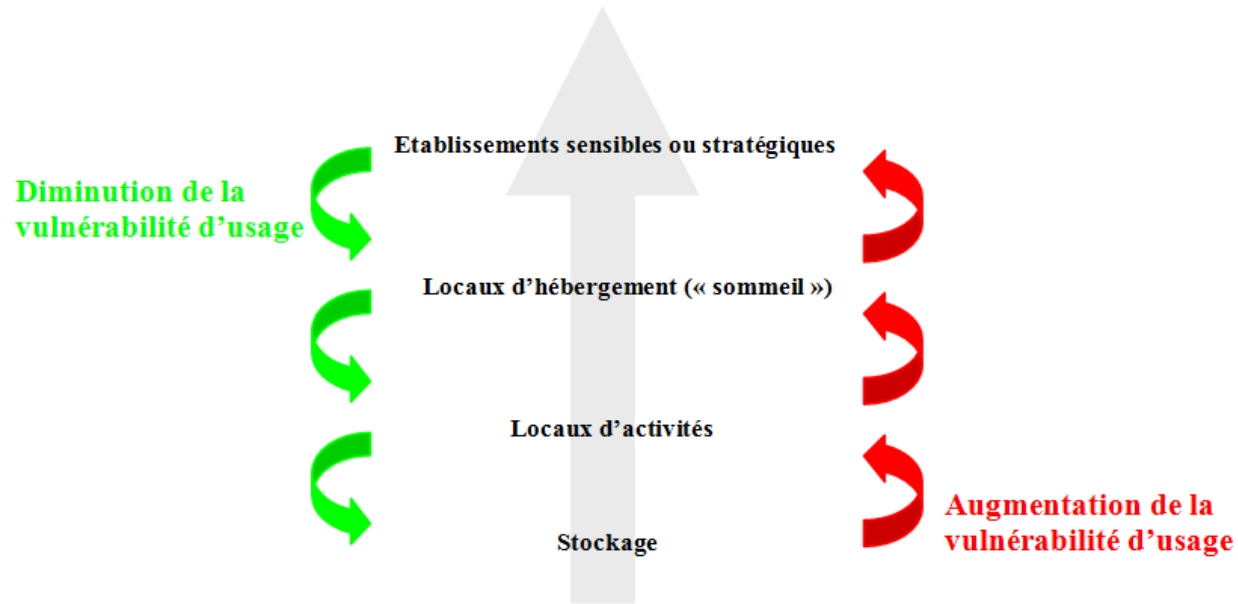 Etablissements sensibles ou stratégiques
Diminution de la
vulnérabilité d’usage
Locaux d’hébergement (« sommeil »)
Locaux d’activités
Stockage
Augmentation de la
vulnérabilité d’usage